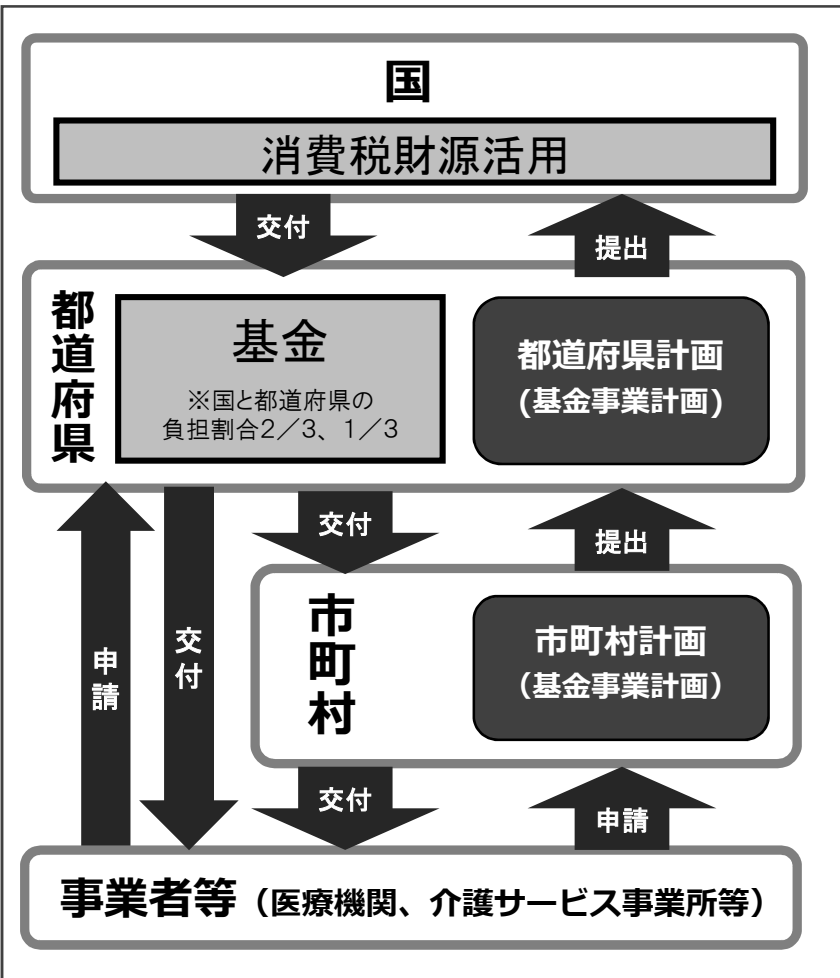 国
消費税財源活用
交付
提出
都道府県
基金
※国と都道府県の
負担割合2／3、1／3
都道府県計画
(基金事業計画)
交付
提出
申請
交付
市町村
市町村計画
（基金事業計画）
交付
申請
事業者等（医療機関、介護サービス事業所等）